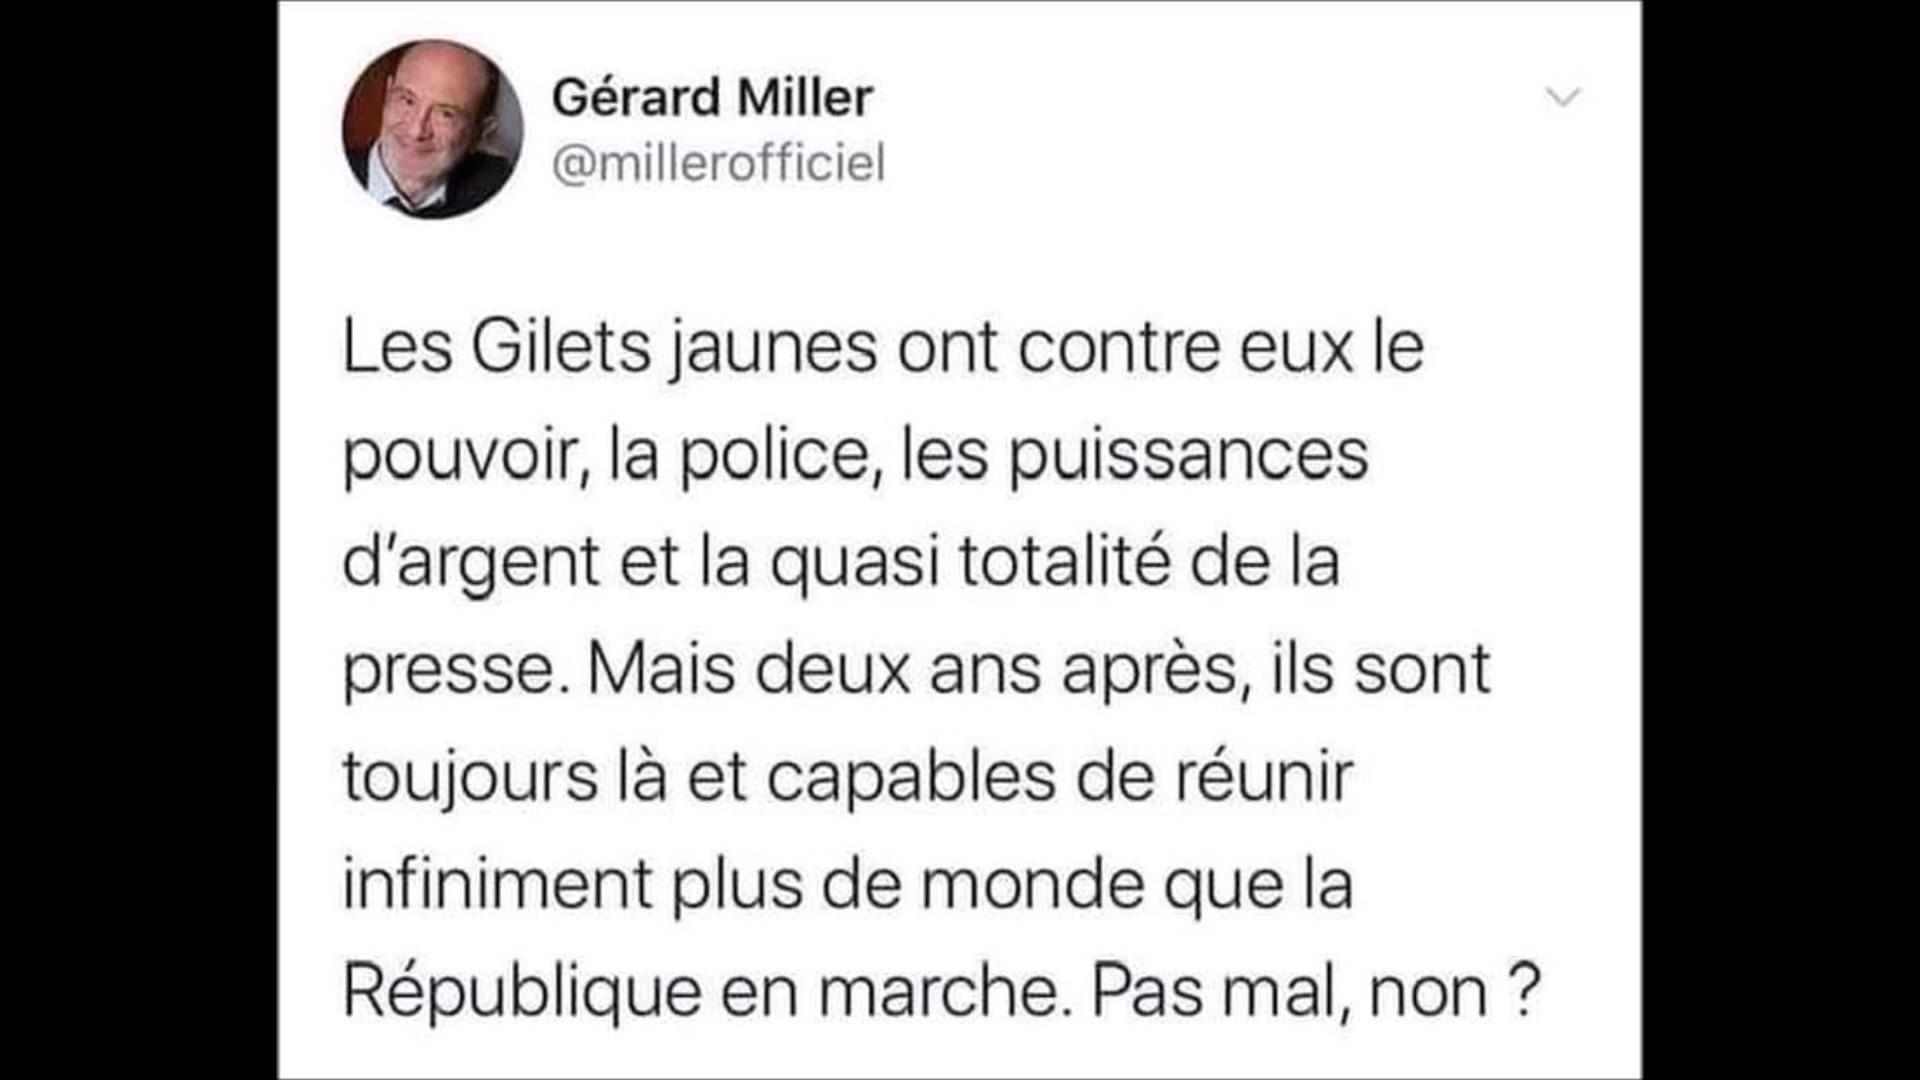 Gérard Miller
@millerofficiel
Les Gilets jaunes ont contre eux le
pouvoir, la police, les puissances
d’argent et la quasi totalité de la
presse. Mais deux ans après, ils sont
toujours là et capables de réunir
infiniment plus de monde que la
République en marche. Pas mal, non ?